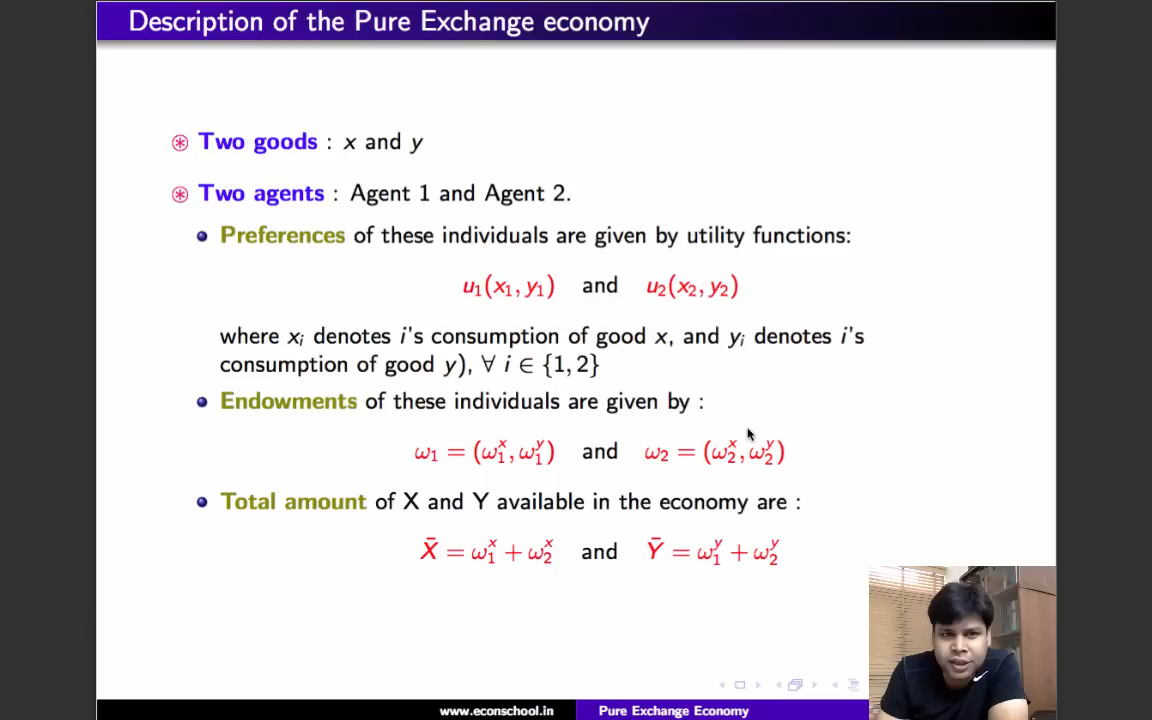 Description of the Pure Exchange economy
Two goods : x and y
Two agents : Agent 1 and Agent 2.
Preferences of these individuals are given by utility functions:
u₁(x₁, y₁) and u₂(x₂, y₂)
where xᵢ denotes i's consumption of good x, and yᵢ denotes i's
consumption of good y), ∀ i ∈ {1, 2}
Endowments of these individuals are given by :
ω₁ = (ω₁ˣ, ω₁ʸ) and ω₂ = (ω₂ˣ, ω₂ʸ)
Total amount of X and Y available in the economy are :
X̄ = ω₁ˣ + ω₂ˣ and Ȳ = ω₁ʸ + ω₂ʸ
www.econschool.in Pure Exchange Economy